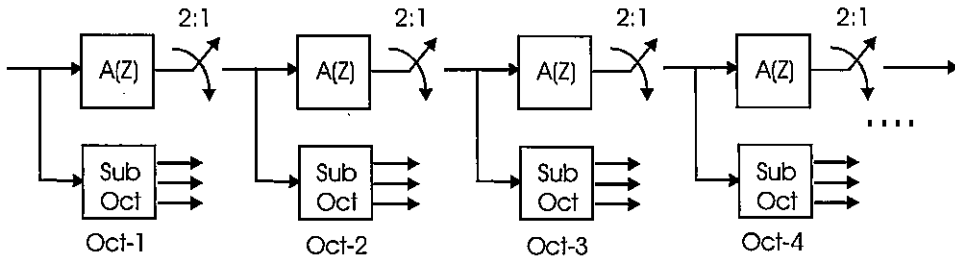 2:1 2:1 2:1 2:1
A(Z) A(Z) A(Z) A(Z)
....
Sub Sub Sub Sub
Oct Oct Oct Oct
Oct-1 Oct-2 Oct-3 Oct-4